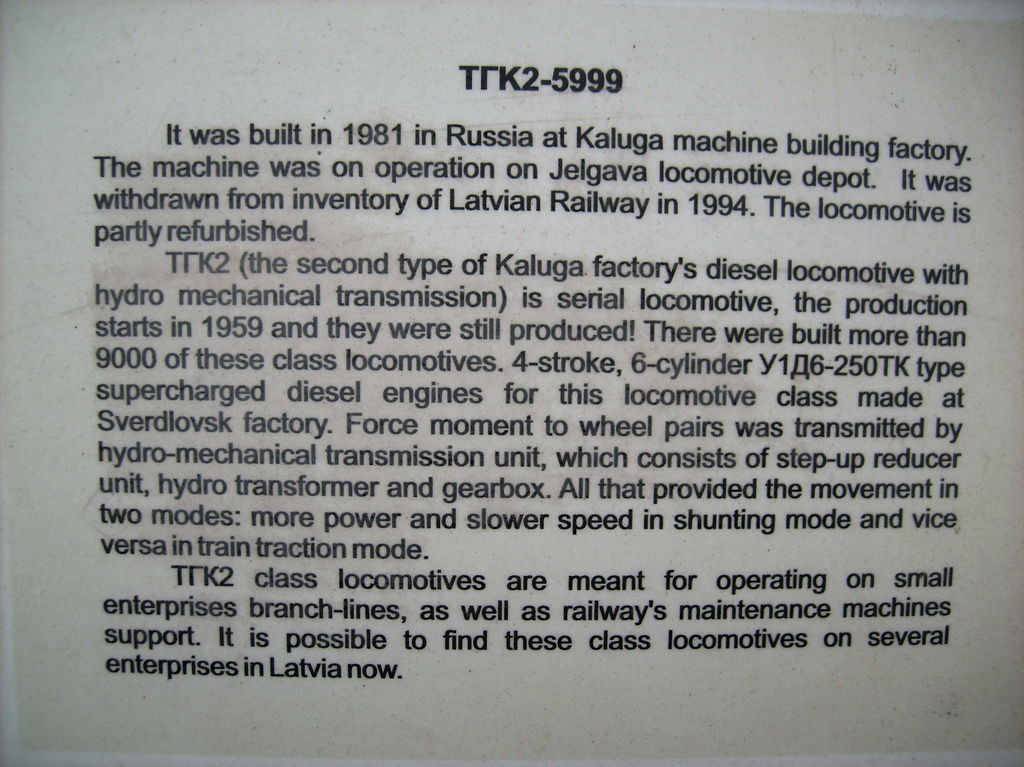 ТГК2-5999
It was built in 1981 in Russia at Kaluga machine building factory.
The machine was on operation on Jelgava locomotive depot. It was
withdrawn from inventory of Latvian Railway in 1994. The locomotive is
partly refurbished.
ТГК2 (the second type of Kaluga factory's diesel locomotive with
hydro mechanical transmission) is serial locomotive, the production
starts in 1959 and they were still produced! There were built more than
9000 of these class locomotives. 4-stroke, 6-cylinder У1Д6-250ТК type
supercharged diesel engines for this locomotive class made at
Sverdlovsk factory. Force moment to wheel pairs was transmitted by
hydro-mechanical transmission unit, which consists of step-up reducer
unit, hydro transformer and gearbox. All that provided the movement in
two modes: more power and slower speed in shunting mode and vice
versa in train traction mode.
ТГК2 class locomotives are meant for operating on small
enterprises branch-lines, as well as railway's maintenance machines
support. It is possible to find these class locomotives on several
enterprises in Latvia now.